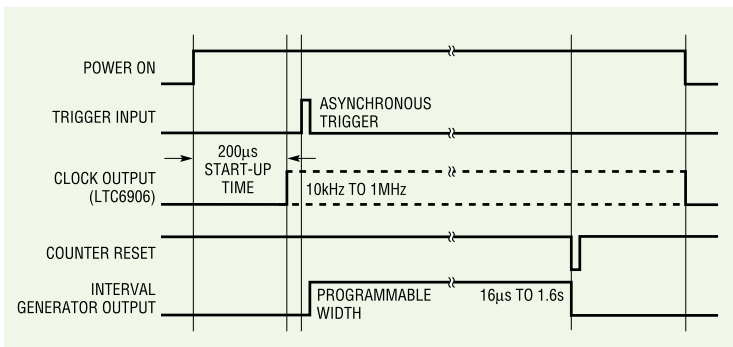 POWER ON
TRIGGER INPUT
ASYNCHRONOUS
TRIGGER
200µs
START-UP
TIME
CLOCK OUTPUT
(LTC6906)
10kHz TO 1MHz
COUNTER RESET
INTERVAL
GENERATOR OUTPUT
PROGRAMMABLE
WIDTH
16µs TO 1.6s